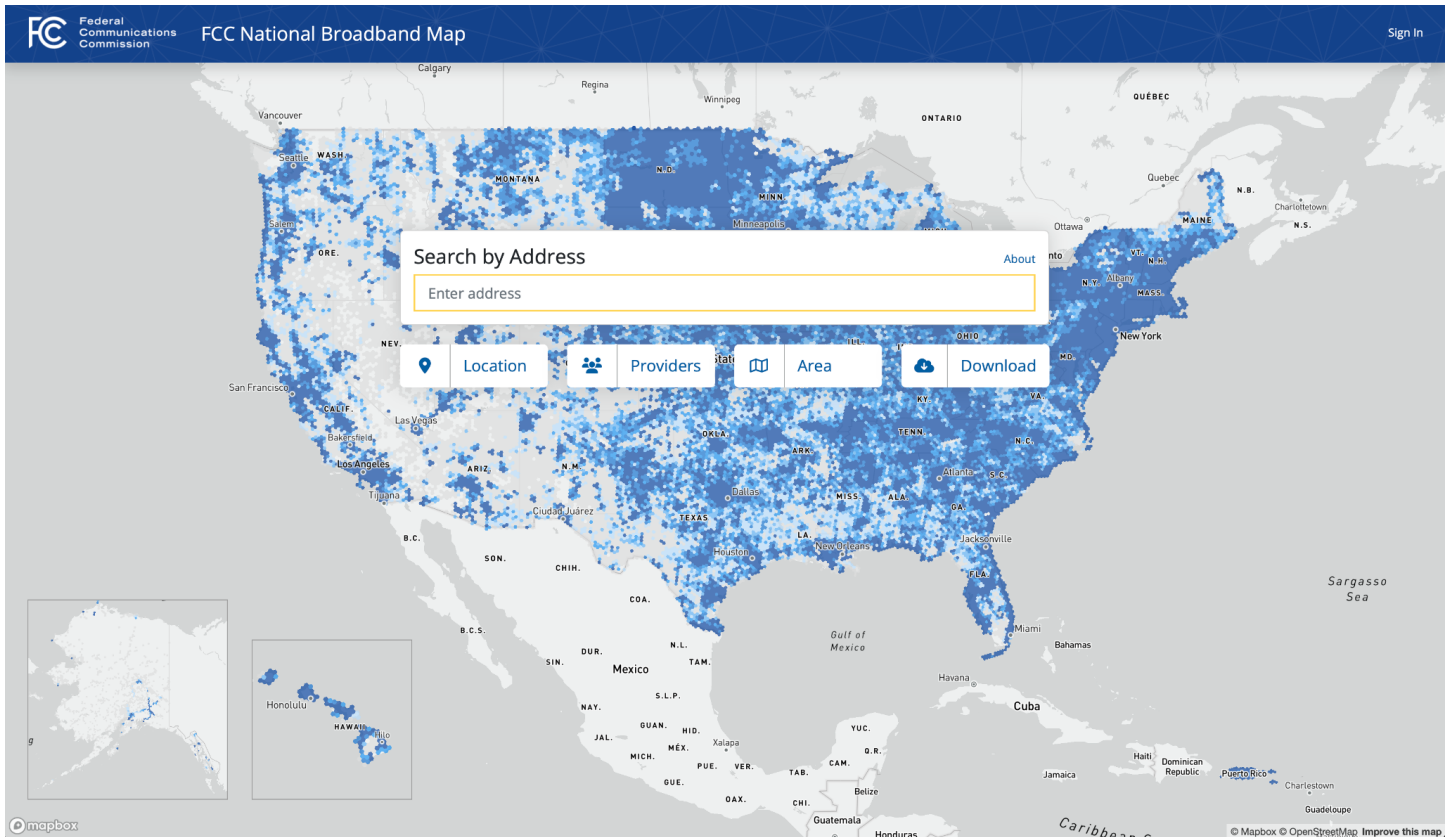 FCC
Federal
Communications
Commission
FCC National Broadband Map
Sign In
Calgary
Regina
Winnipeg
QUÉBEC
ONTARIO
Vancouver
Seattle
WASH.
MONTANA
N.D.
MINN.
Minneapolis
Quebec
N.B.
Charlottetown
MAINE
N.S.
Ottawa
Salem
ORE.
VT.
N.H.
N.Y.
Albany
MASS.
Search by Address
About
Enter address
New York
OHIO
ILL.
MD.
NEV.
Location
Providers
Area
Download
San Francisco
CALIF.
Las Vegas
Bakersfield
Los Angeles
Tijuana
ARIZ.
N.M.
OKLA.
ARK.
KY.
VA.
TENN.
N.C.
Atlanta
S.C.
Dallas
MISS.
ALA.
GA.
Ciudad Juárez
TEXAS
LA.
New Orleans
Jacksonville
Houston
B.C.
SON.
CHIH.
FLA.
COA.
Sargasso
Sea
B.C.S.
Gulf of
Mexico
Miami
Bahamas
N.L.
DUR.
SIN.
Mexico
TAM.
Havana
Cuba
S.L.P.
NAY.
Honolulu
HAWAII
Hilo
GUAN.
HID.
JAL.
MÉX.
Xalapa
YUC.
Q.R.
MICH.
PUE.
VER.
TAB.
CAM.
GUE.
Haiti
Dominican
Republic
Puerto Rico
Jamaica
Charlestown
Belize
OAX.
CHI.
Guadeloupe
Guatemala
Honduras
mapbox
© Mapbox © OpenStreetMap Improve this map